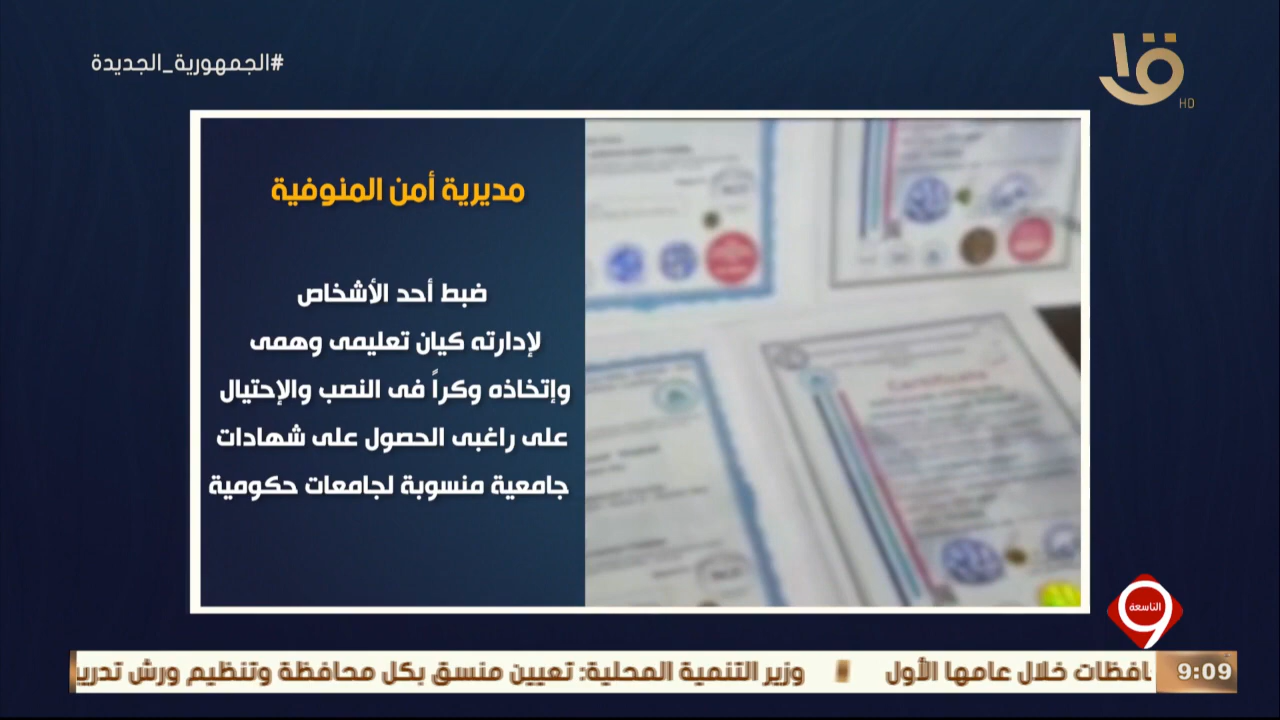 #الجمهورية_الجديدة
HD
مديرية أمن المنوفية
ضبط أحد الأشخاص
لإدارته كيان تعليمى وهمى
وإتخاذه وكراً فى النصب والإحتيال
على راغبى الحصول على شهادات
جامعية منسوبة لجامعات حكومية
Certificate
التاسعة
9
9:09
افظات خلال عامها الأول وزير التنمية المحلية: تعيين منسق بكل محافظة وتنظيم ورش تدري